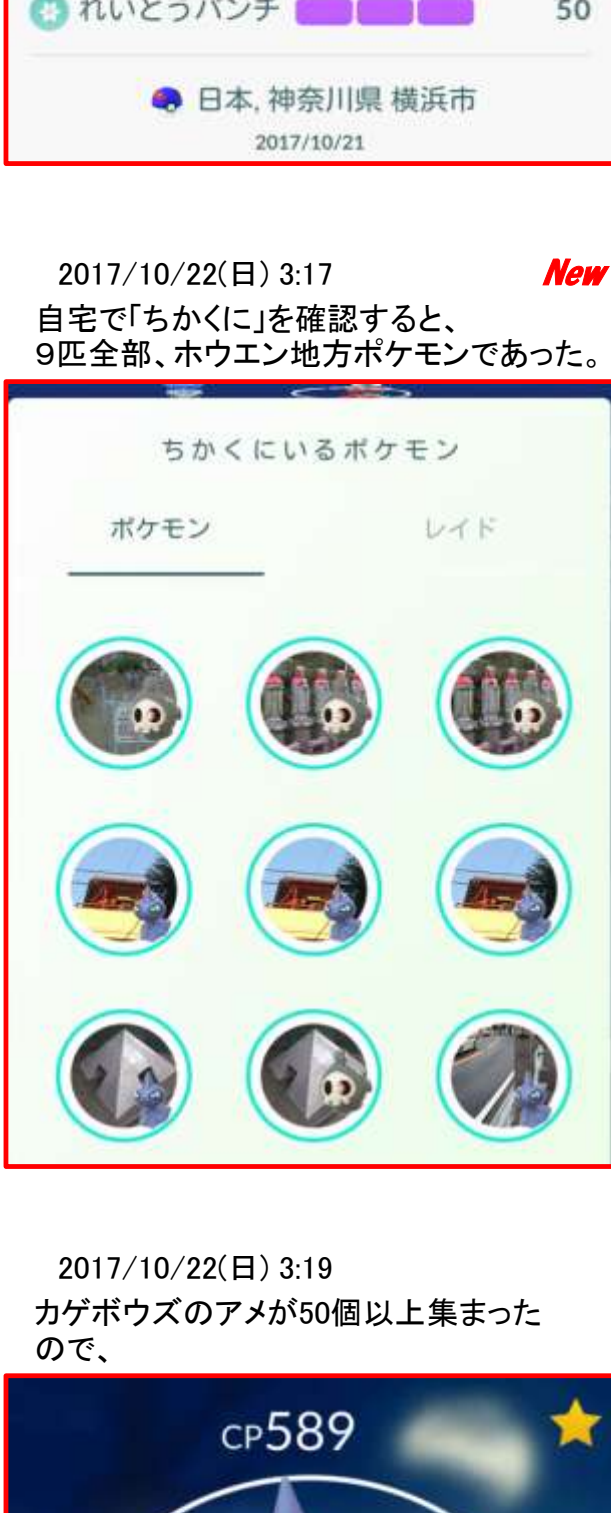 れいとうパンチ 50
日本, 神奈川県 横浜市
2017/10/21
2017/10/22(日) 3:17 New
自宅で「ちかくに」を確認すると、
９匹全部、ホウエン地方ポケモンであった。
ちかくにいるポケモン
ポケモン レイド
2017/10/22(日) 3:19
カゲボウズのアメが50個以上集まった
ので、
CP589